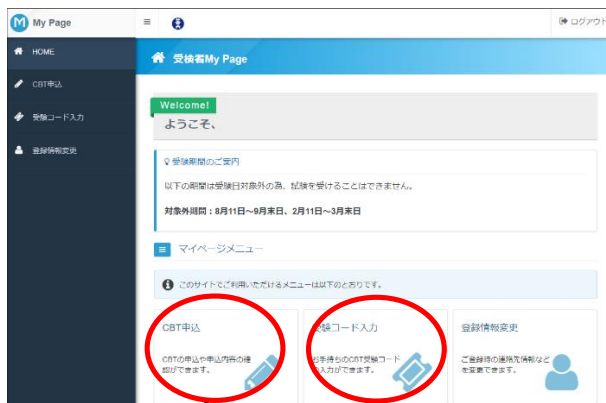 My Page
ログアウト
HOME
CBT申込
受験コード入力
登録情報変更
受検者My Page
Welcome!
ようこそ、
受験期間のご案内
以下の期間は受験日対象外の為、試験を受けることはできません。
対象外期間：8月11日～9月末日、2月11日～3月末日
マイページメニュー
このサイトでご利用いただけるメニューは以下のとおりです。
CBT申込
CBTの申込や申込内容の確
認ができます。
受験コード入力
お手持ちのCBT受験コード
の入力ができます。
登録情報変更
ご登録時の連絡先情報など
を変更できます。